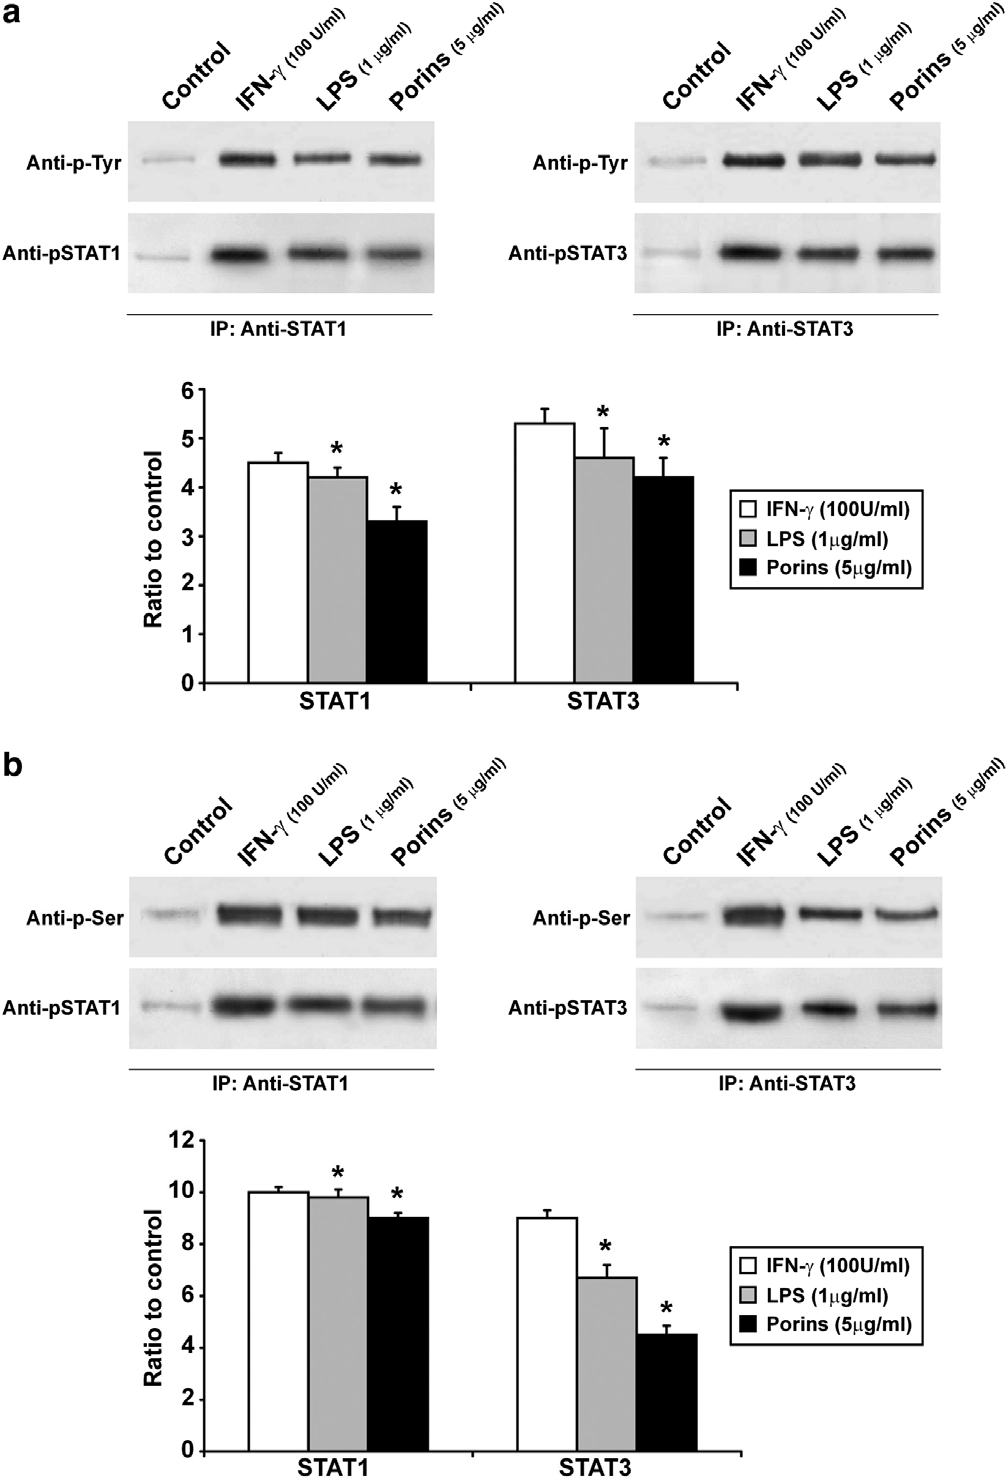 a
Control
IFN-γ (100 U/ml)
LPS (1 μg/ml)
Porins (5 μg/ml)
Anti-p-Tyr
Anti-pSTAT1
IP: Anti-STAT1
Control
IFN-γ (100 U/ml)
LPS (1 μg/ml)
Porins (5 μg/ml)
Anti-p-Tyr
Anti-pSTAT3
IP: Anti-STAT3
Ratio to control
6
5
4
3
2
1
0
*
*
*
*
STAT1
STAT3
IFN-γ (100U/ml)
LPS (1μg/ml)
Porins (5μg/ml)
b
Control
IFN-γ (100 U/ml)
LPS (1 μg/ml)
Porins (5 μg/ml)
Anti-p-Ser
Anti-pSTAT1
IP: Anti-STAT1
Control
IFN-γ (100 U/ml)
LPS (1 μg/ml)
Porins (5 μg/ml)
Anti-p-Ser
Anti-pSTAT3
IP: Anti-STAT3
Ratio to control
12
10
8
6
4
2
0
*
*
*
*
STAT1
STAT3
IFN-γ (100U/ml)
LPS (1μg/ml)
Porins (5μg/ml)